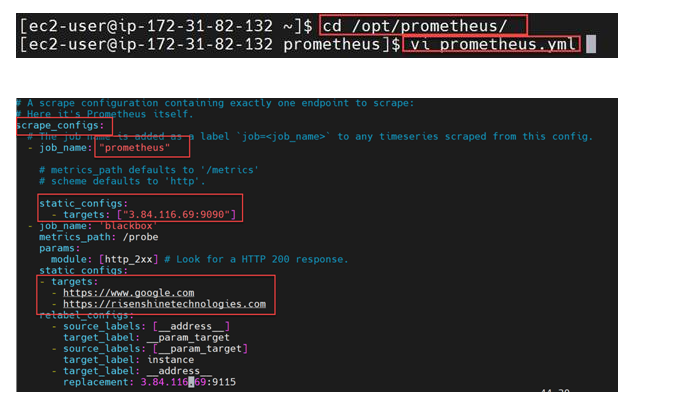 [ec2-user@ip-172-31-82-132 ~]$ cd /opt/prometheus/
[ec2-user@ip-172-31-82-132 prometheus]$ vi prometheus.yml
# A scrape configuration containing exactly one endpoint to scrape:
# Here it's Prometheus itself.
scrape_configs:
# The job name is added as a label `job=<job_name>` to any timeseries scraped from this config.
- job_name: "prometheus"
# metrics_path defaults to '/metrics'
# scheme defaults to 'http'.
static_configs:
- targets: ["3.84.116.69:9090"]
- job_name: 'blackbox'
metrics_path: /probe
params:
module: [http_2xx] # Look for a HTTP 200 response.
static_configs:
- targets:
- https://www.google.com
- https://risenshinetechnologies.com
relabel_configs:
- source_labels: [__address__]
target_label: __param_target
- source_labels: [__param_target]
target_label: instance
- target_label: __address__
replacement: 3.84.116.69:9115